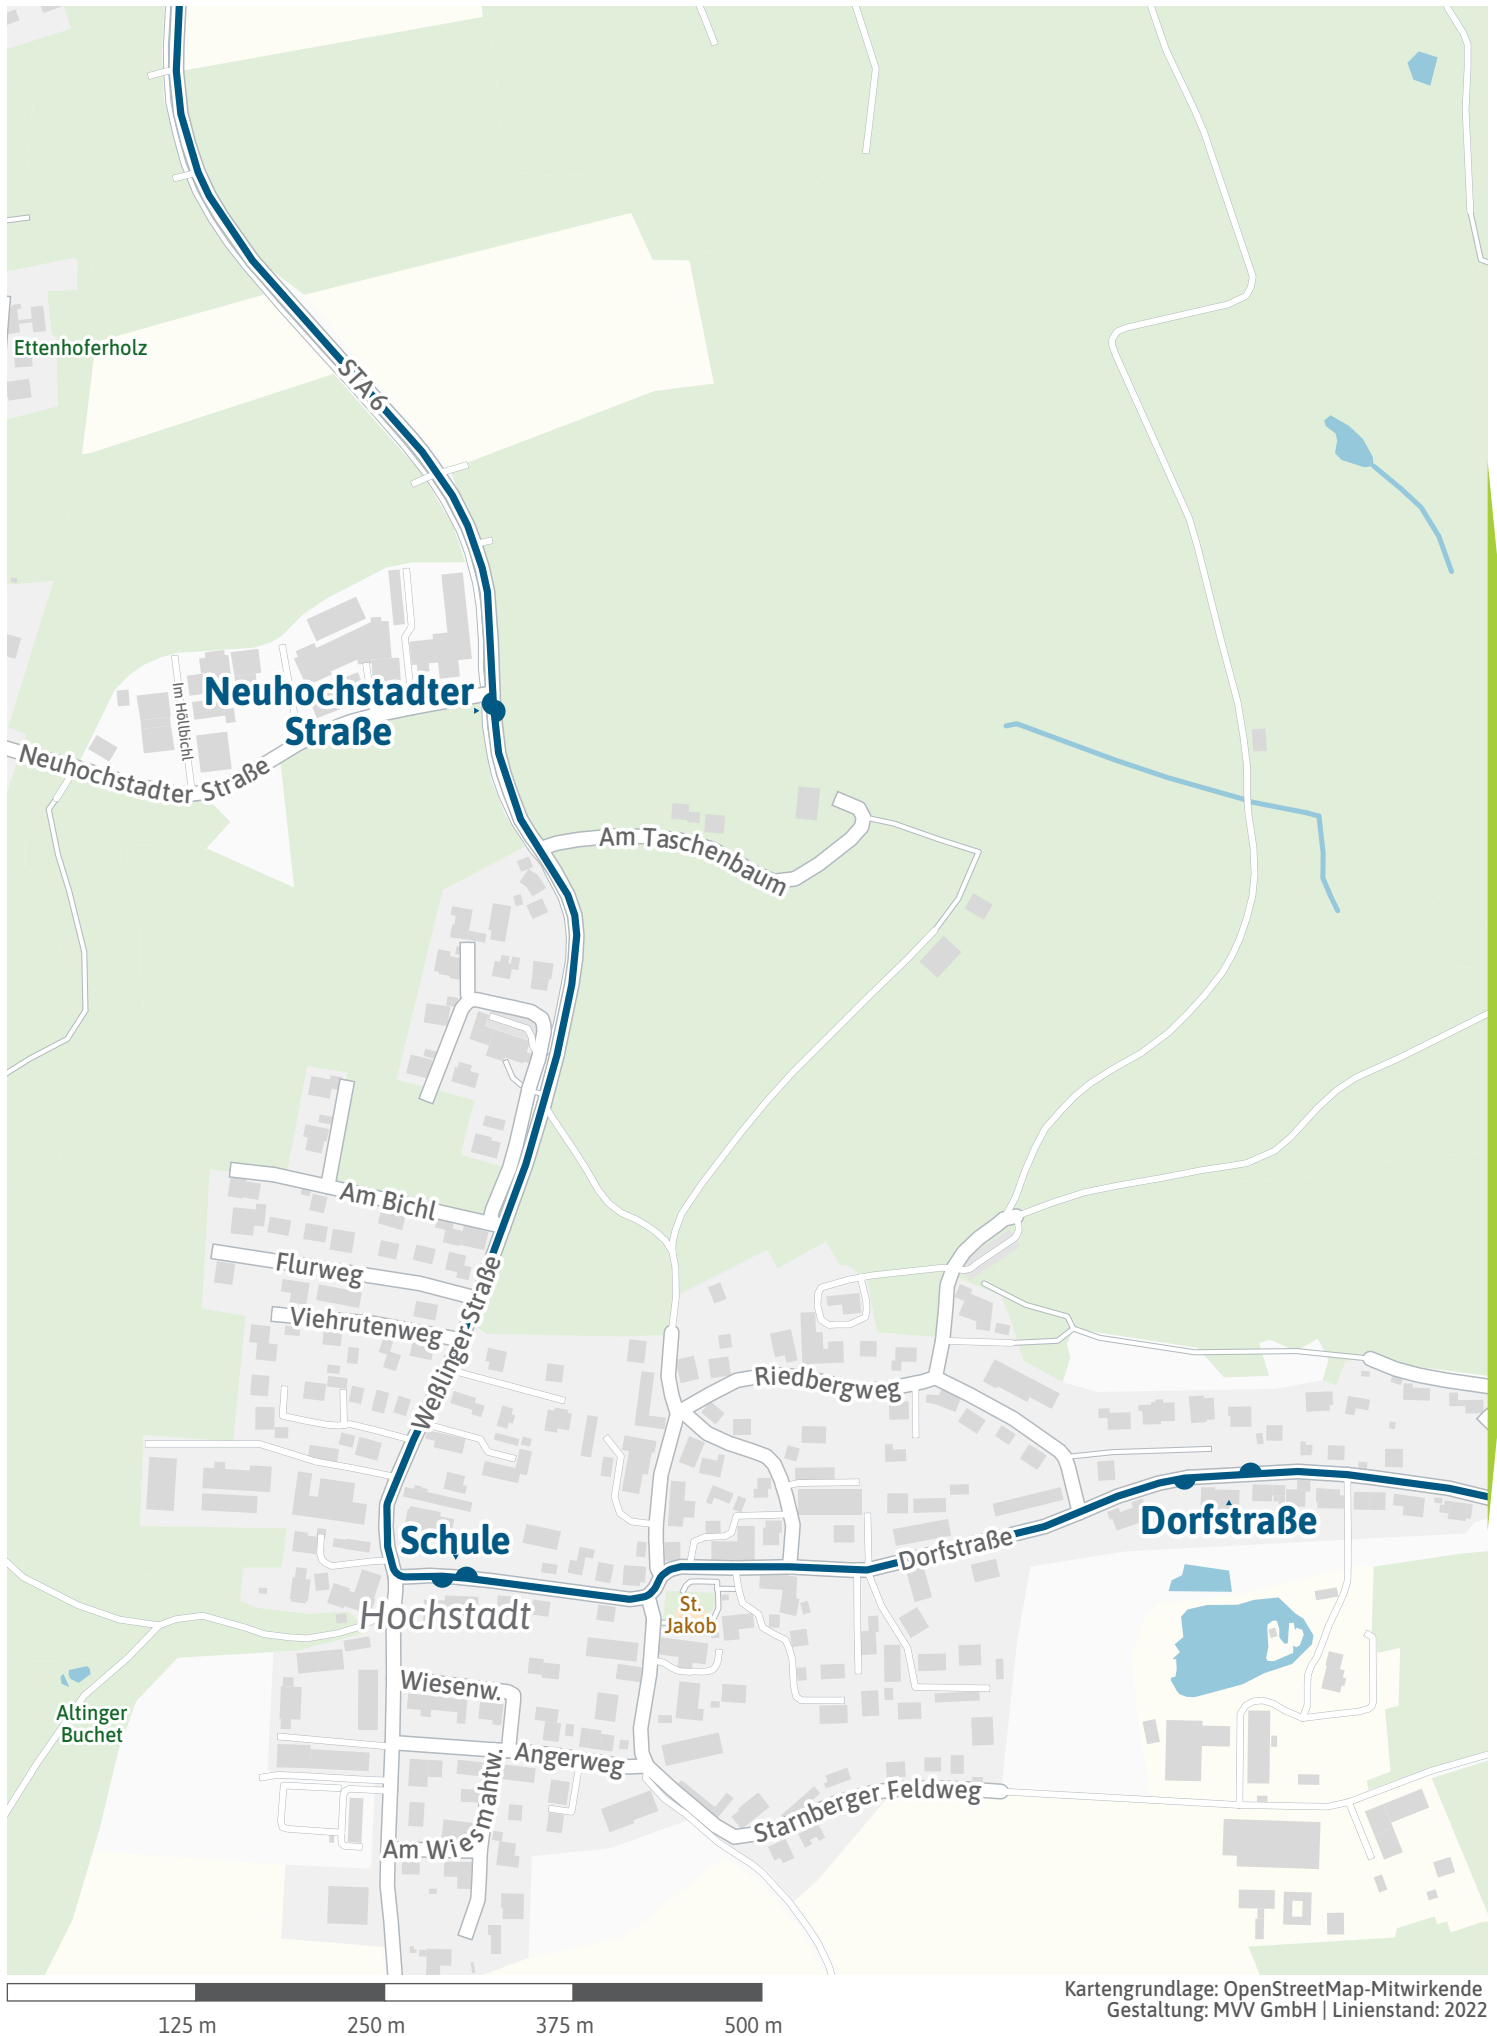 Ettenhoferholz
STA 6
Neuhochstadter
Straße
Im Höllbichl
Neuhochstadter Straße
Am Taschenbaum
Am Bichl
Flurweg
Viehrutenweg
Weßlinger Straße
Riedbergweg
Schule
Dorfstraße
Dorfstraße
Hochstadt
St.
Jakob
Wiesenw.
Altinger
Buchet
Angerweg
Am Wiesmahtw.
Starnberger Feldweg
Kartengrundlage: OpenStreetMap-Mitwirkende
Gestaltung: MVV GmbH | Linienstand: 2022
125 m
250 m
375 m
500 m